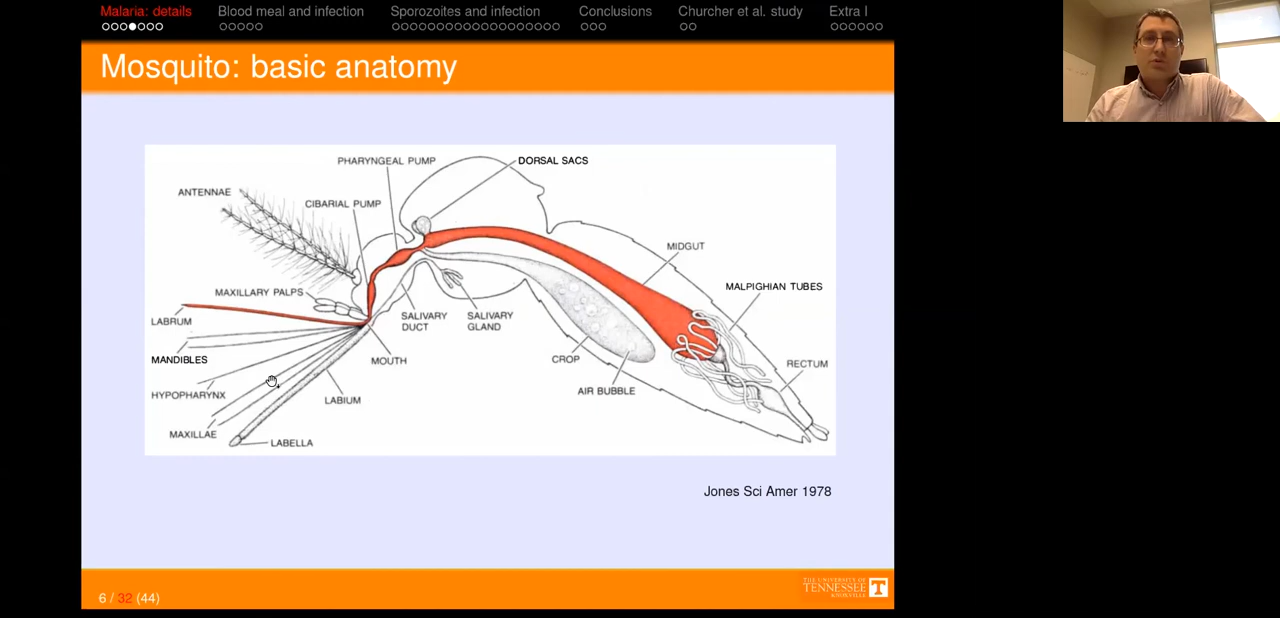 Malaria: details Blood meal and infection Sporozoites and infection Conclusions Churcher et al. study Extra I
Mosquito: basic anatomy
PHARYNGEAL PUMP
DORSAL SACS
ANTENNAE
CIBARIAL PUMP
MIDGUT
MALPIGHIAN TUBES
MAXILLARY PALPS
LABRUM
SALIVARY
DUCT
SALIVARY
GLAND
MANDIBLES
MOUTH
CROP
RECTUM
HYPOPHARYNX
AIR BUBBLE
LABIUM
MAXILLAE
LABELLA
Jones Sci Amer 1978
6 / 32 (44)
THE UNIVERSITY OF
TENNESSEE
KNOXVILLE
T